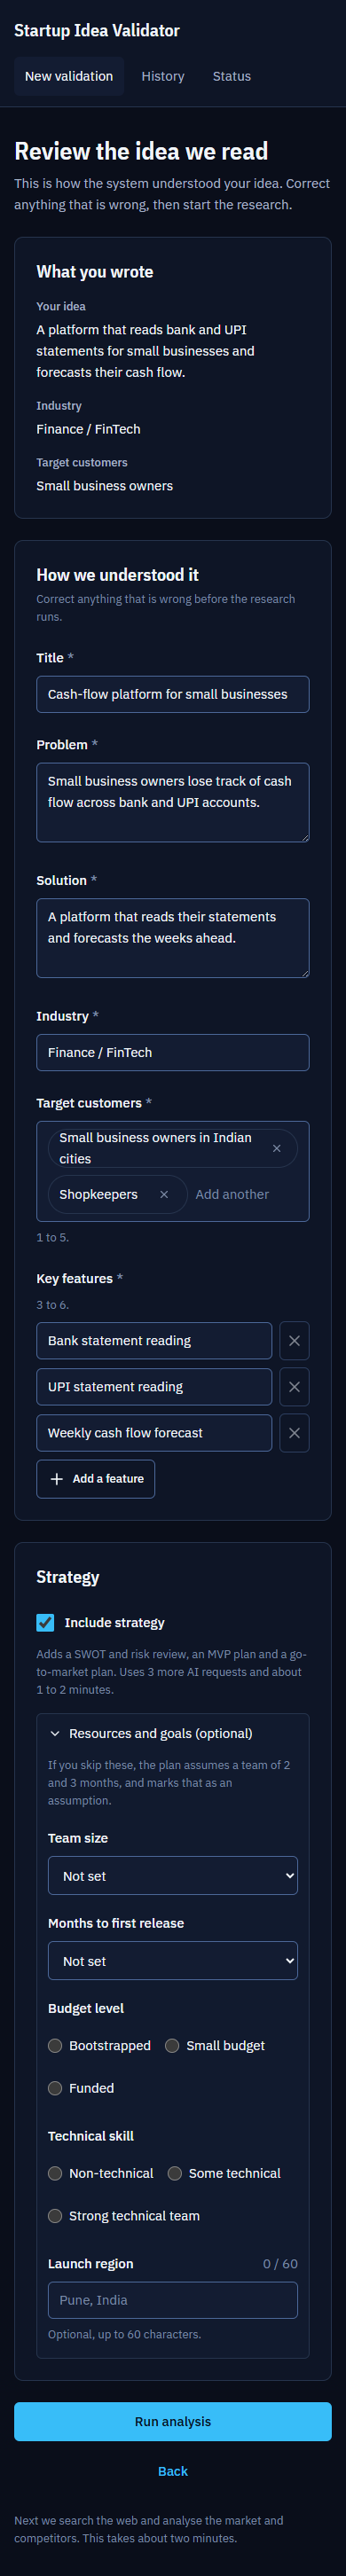 Startup Idea Validator
New validation History Status
Review the idea we read
This is how the system understood your idea. Correct
anything that is wrong, then start the research.
What you wrote
Your idea
A platform that reads bank and UPI
statements for small businesses and
forecasts their cash flow.
Industry
Finance / FinTech
Target customers
Small business owners
How we understood it
Correct anything that is wrong before the research
runs.
Title *
Cash-flow platform for small businesses
Problem *
Small business owners lose track of cash
flow across bank and UPI accounts.
Solution *
A platform that reads their statements
and forecasts the weeks ahead.
Industry *
Finance / FinTech
Target customers *
Small business owners in Indian
cities
Shopkeepers Add another
1 to 5.
Key features *
3 to 6.
Bank statement reading
UPI statement reading
Weekly cash flow forecast
Add a feature
Strategy
Include strategy
Adds a SWOT and risk review, an MVP plan and a go-
to-market plan. Uses 3 more AI requests and about
1 to 2 minutes.
Resources and goals (optional)
If you skip these, the plan assumes a team of 2
and 3 months, and marks that as an
assumption.
Team size
Not set
Months to first release
Not set
Budget level
Bootstrapped Small budget
Funded
Technical skill
Non-technical Some technical
Strong technical team
Launch region 0 / 60
Pune, India
Optional, up to 60 characters.
Run analysis
Back
Next we search the web and analyse the market and
competitors. This takes about two minutes.